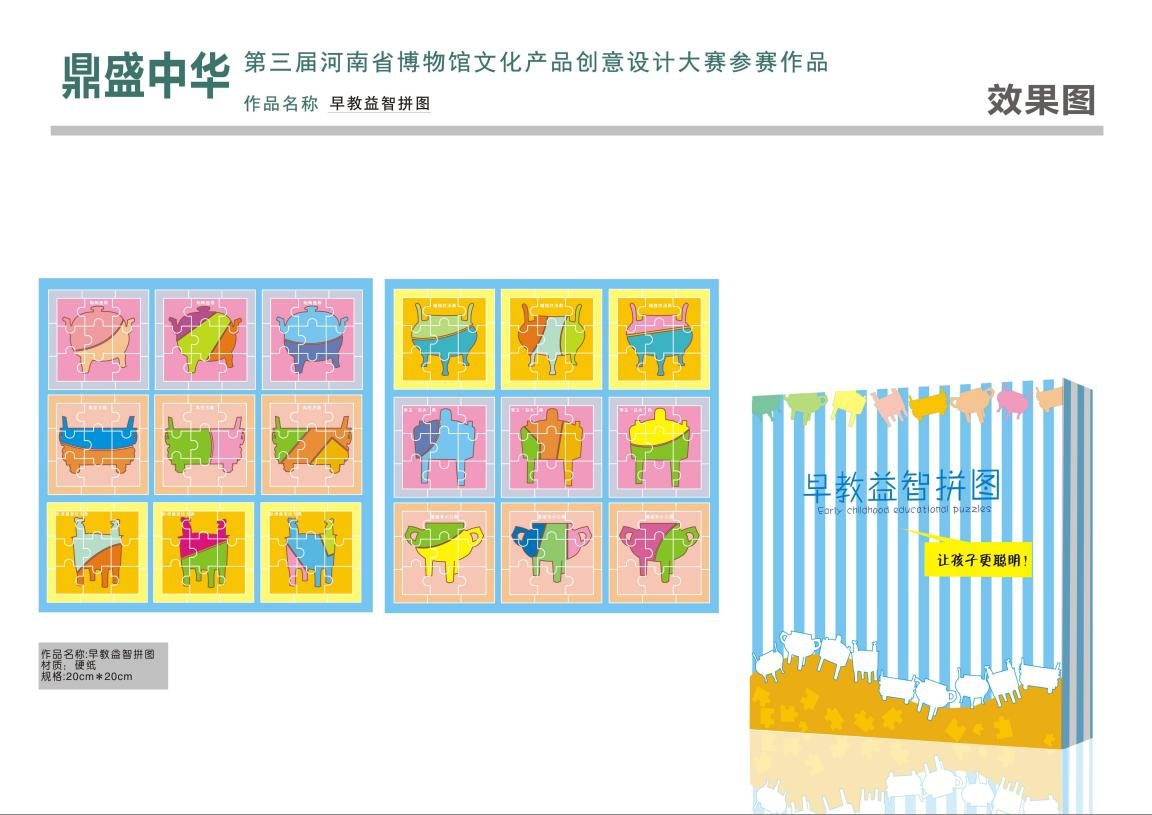 鼎盛中华
第三届河南省博物馆文化产品创意设计大赛参赛作品
作品名称 早教益智拼图
效果图
早教益智拼图
Early childhood educational puzzles
让孩子更聪明!
作品名称:早教益智拼图
材质：硬纸
规格:20cm*20cm